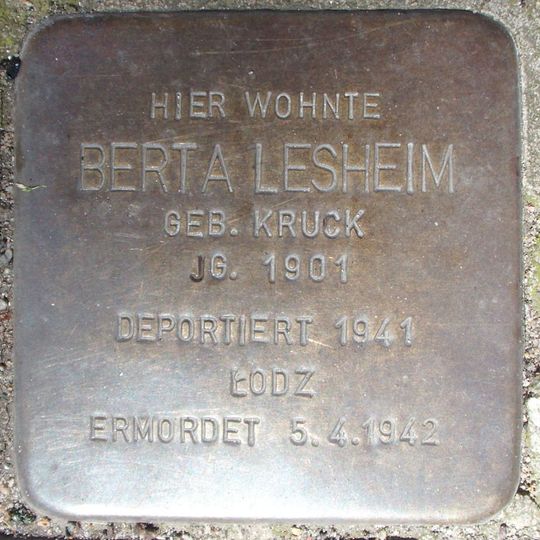 HIER WOHNTE
BERTA LESHEIM
GEB. KRUCK
JG. 1901
DEPORTIERT 1941
ŁODZ
ERMORDET 5.4.1942